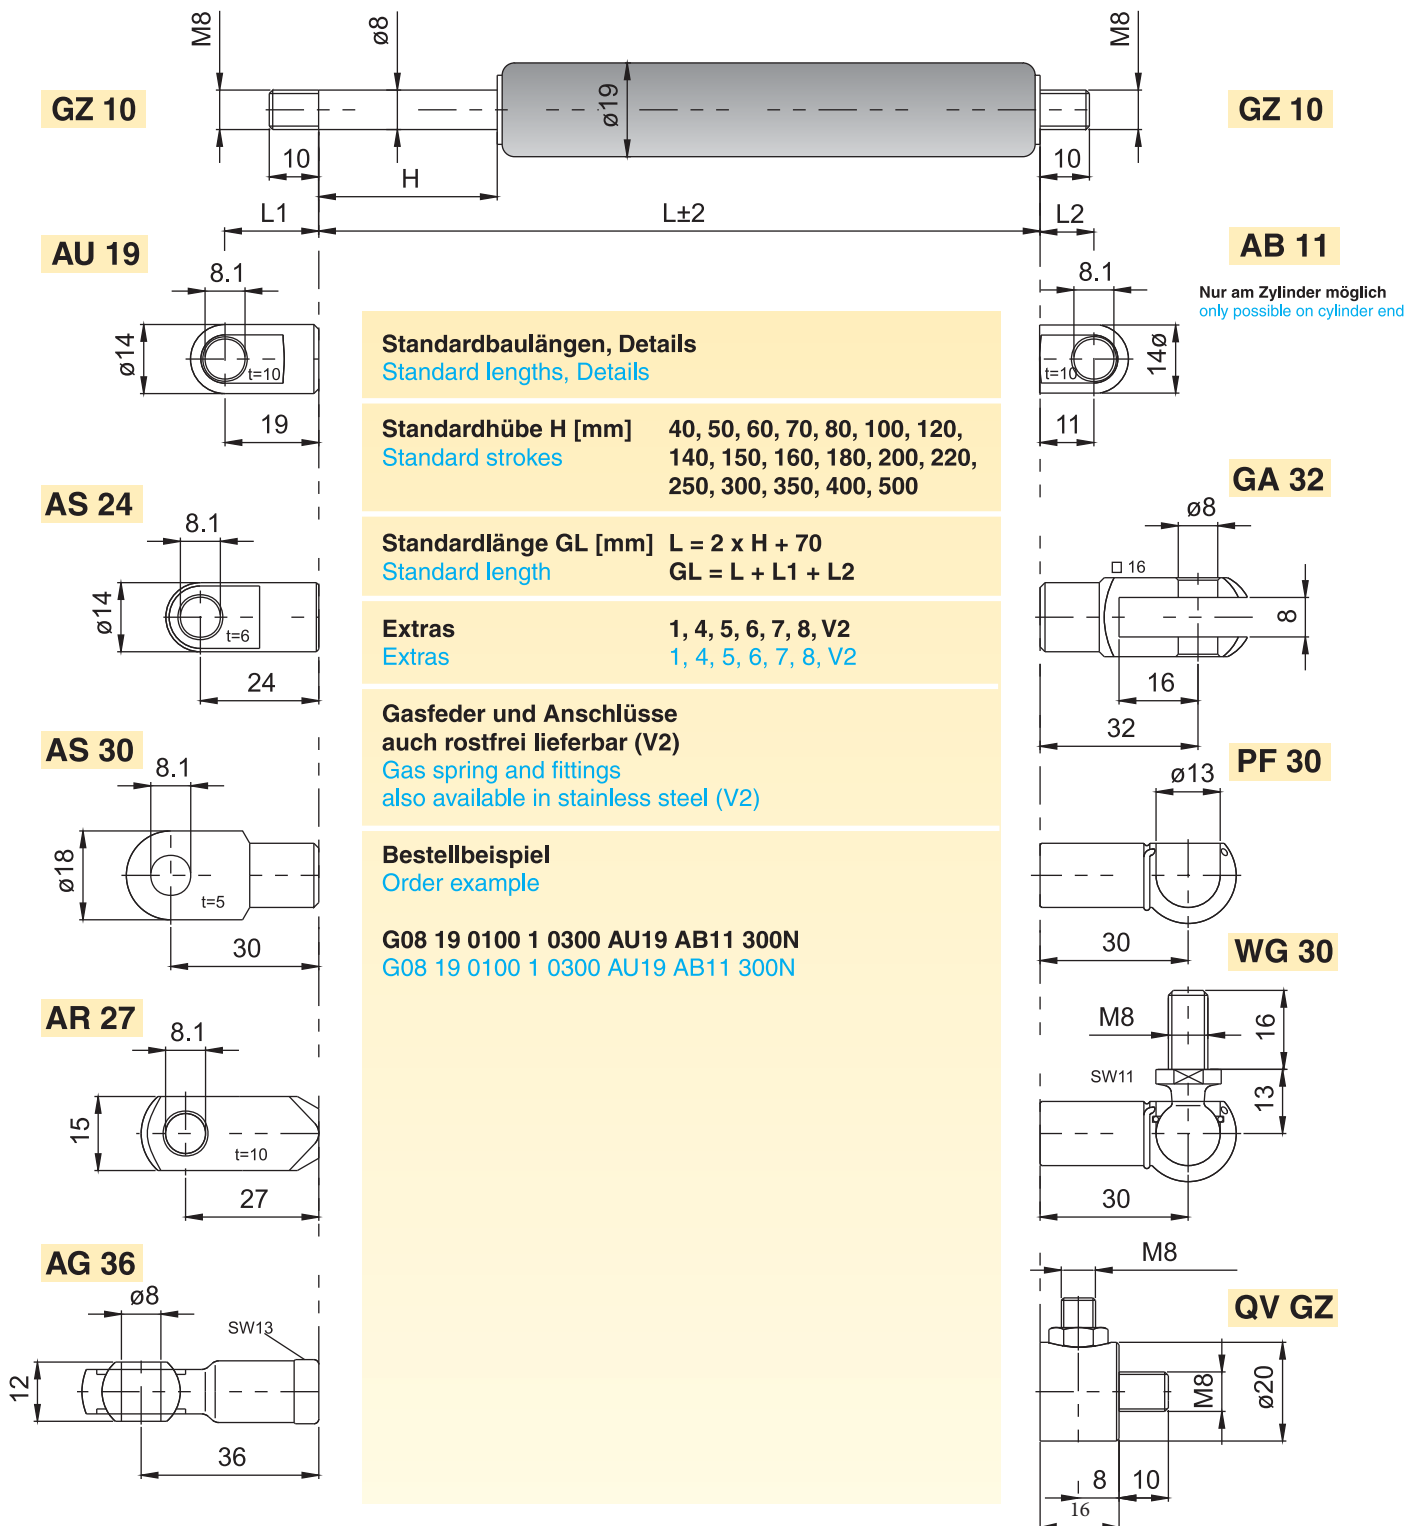 M8
ø8
M8
GZ 10
ø19
GZ 10
10
H
10
L1
L±2
L2
AU 19
8.1
ø14
t=10
19
AB 11
Nur am Zylinder möglich
only possible on cylinder end
8.1
t=10
14ø
11
AS 24
8.1
ø14
t=6
24
AS 30
8.1
ø18
t=5
30
AR 27
8.1
15
t=10
27
AG 36
ø8
SW13
12
36
Standardbaulängen, Details
Standard lengths, Details
Standardhübe H [mm] 40, 50, 60, 70, 80, 100, 120,
Standard strokes 140, 150, 160, 180, 200, 220,
250, 300, 350, 400, 500
Standardlänge GL [mm] L = 2 x H + 70
Standard length GL = L + L1 + L2
Extras 1, 4, 5, 6, 7, 8, V2
Extras 1, 4, 5, 6, 7, 8, V2
Gasfeder und Anschlüsse
auch rostfrei lieferbar (V2)
Gas spring and fittings
also available in stainless steel (V2)
Bestellbeispiel
Order example
G08 19 0100 1 0300 AU19 AB11 300N
G08 19 0100 1 0300 AU19 AB11 300N
GA 32
ø8
16
8
16
32
PF 30
ø13
30
WG 30
M8
16
SW11
13
30
M8
QV GZ
M8
ø20
8
10
16